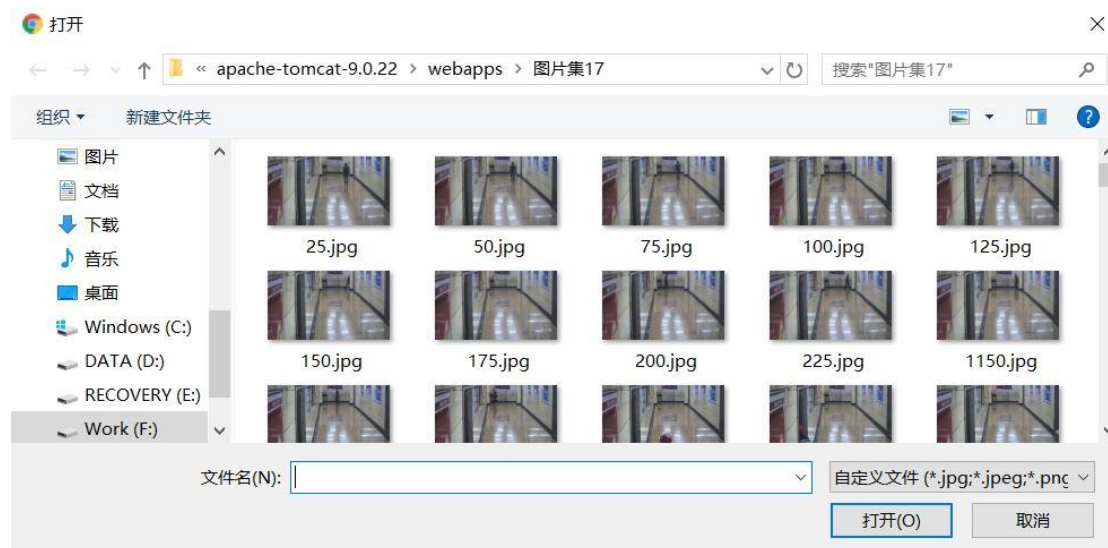 打开
« apache-tomcat-9.0.22 › webapps › 图片集17
搜索"图片集17"
组织
新建文件夹
图片
文档
下载
音乐
桌面
Windows (C:)
DATA (D:)
RECOVERY (E:)
Work (F:)
25.jpg 50.jpg 75.jpg 100.jpg 125.jpg
150.jpg 175.jpg 200.jpg 225.jpg 1150.jpg
文件名(N):
自定义文件 (*.jpg;*.jpeg;*.png
打开(O) 取消